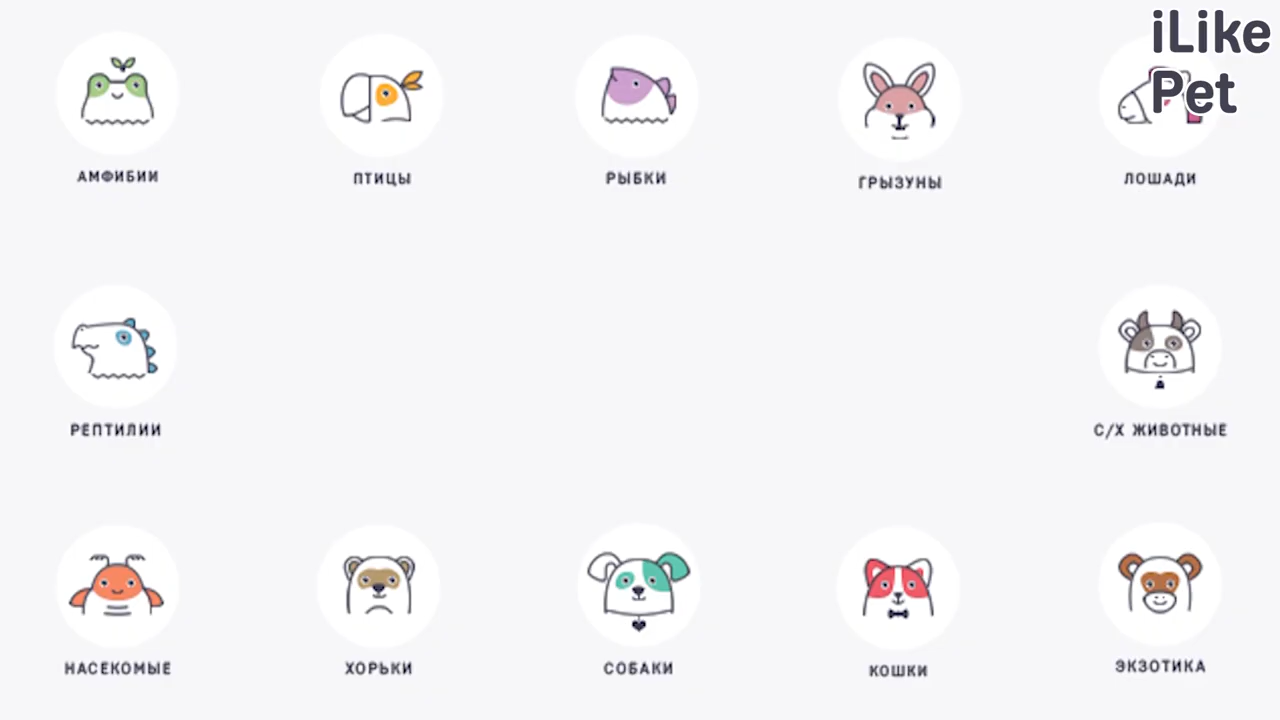 iLike
Pet
АМФИБИИ
ПТИЦЫ
РЫБКИ
ГРЫЗУНЫ
ЛОШАДИ
РЕПТИЛИИ
С/Х ЖИВОТНЫЕ
НАСЕКОМЫЕ
ХОРЬКИ
СОБАКИ
КОШКИ
ЭКЗОТИКА